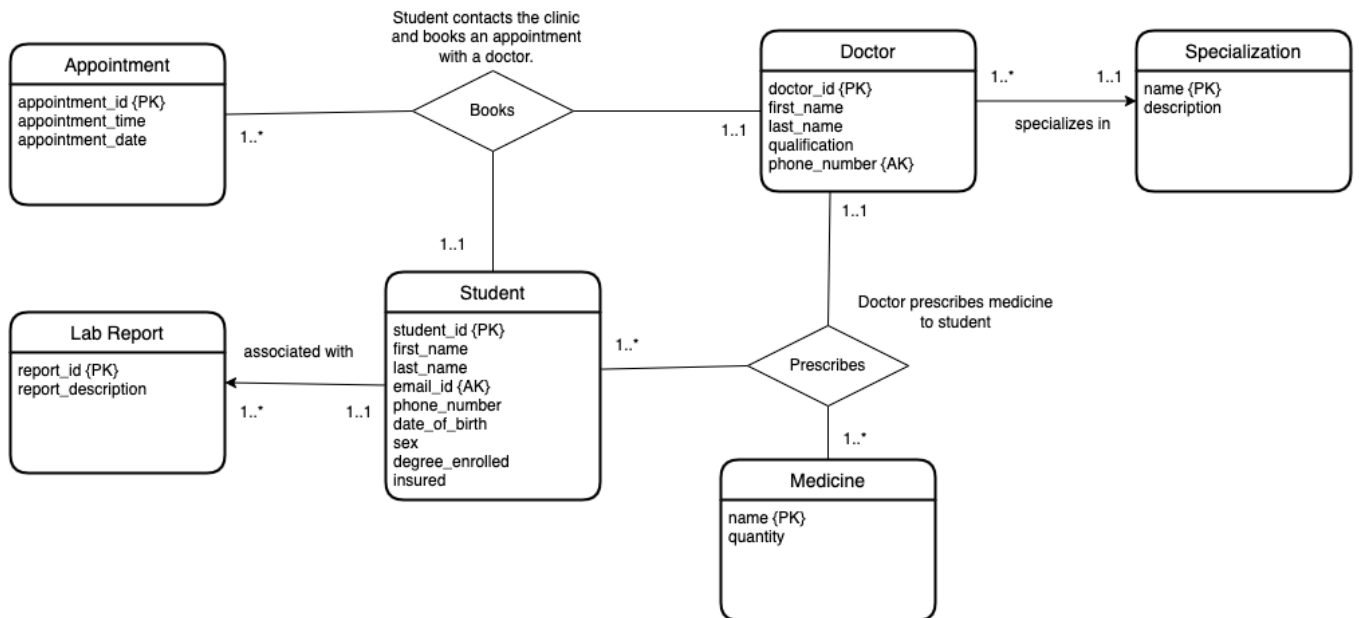 Student contacts the clinic
and books an appointment
with a doctor.
Appointment
appointment_id {PK}
appointment_time
appointment_date
1..*
Books
1..1
1..1
Doctor
doctor_id {PK}
first_name
last_name
qualification
phone_number {AK}
1..*
1..1
specializes in
Specialization
name {PK}
description
1..1
Student
student_id {PK}
first_name
last_name
email_id {AK}
phone_number
date_of_birth
sex
degree_enrolled
insured
Lab Report
report_id {PK}
report_description
associated with
1..*
1..1
1..*
Doctor prescribes medicine
to student
Prescribes
1..*
Medicine
name {PK}
quantity